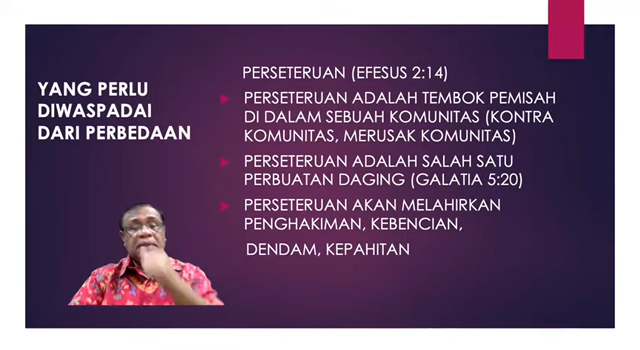 YANG PERLU
DIWASPADAI
DARI PERBEDAAN
PERSETERUAN (EFESUS 2:14)
PERSETERUAN ADALAH TEMBOK PEMISAH
DI DALAM SEBUAH KOMUNITAS (KONTRA
KOMUNITAS, MERUSAK KOMUNITAS)
PERSETERUAN ADALAH SALAH SATU
PERBUATAN DAGING (GALATIA 5:20)
PERSETERUAN AKAN MELAHIRKAN
PENGHAKIMAN, KEBENCIAN,
DENDAM, KEPAHITAN